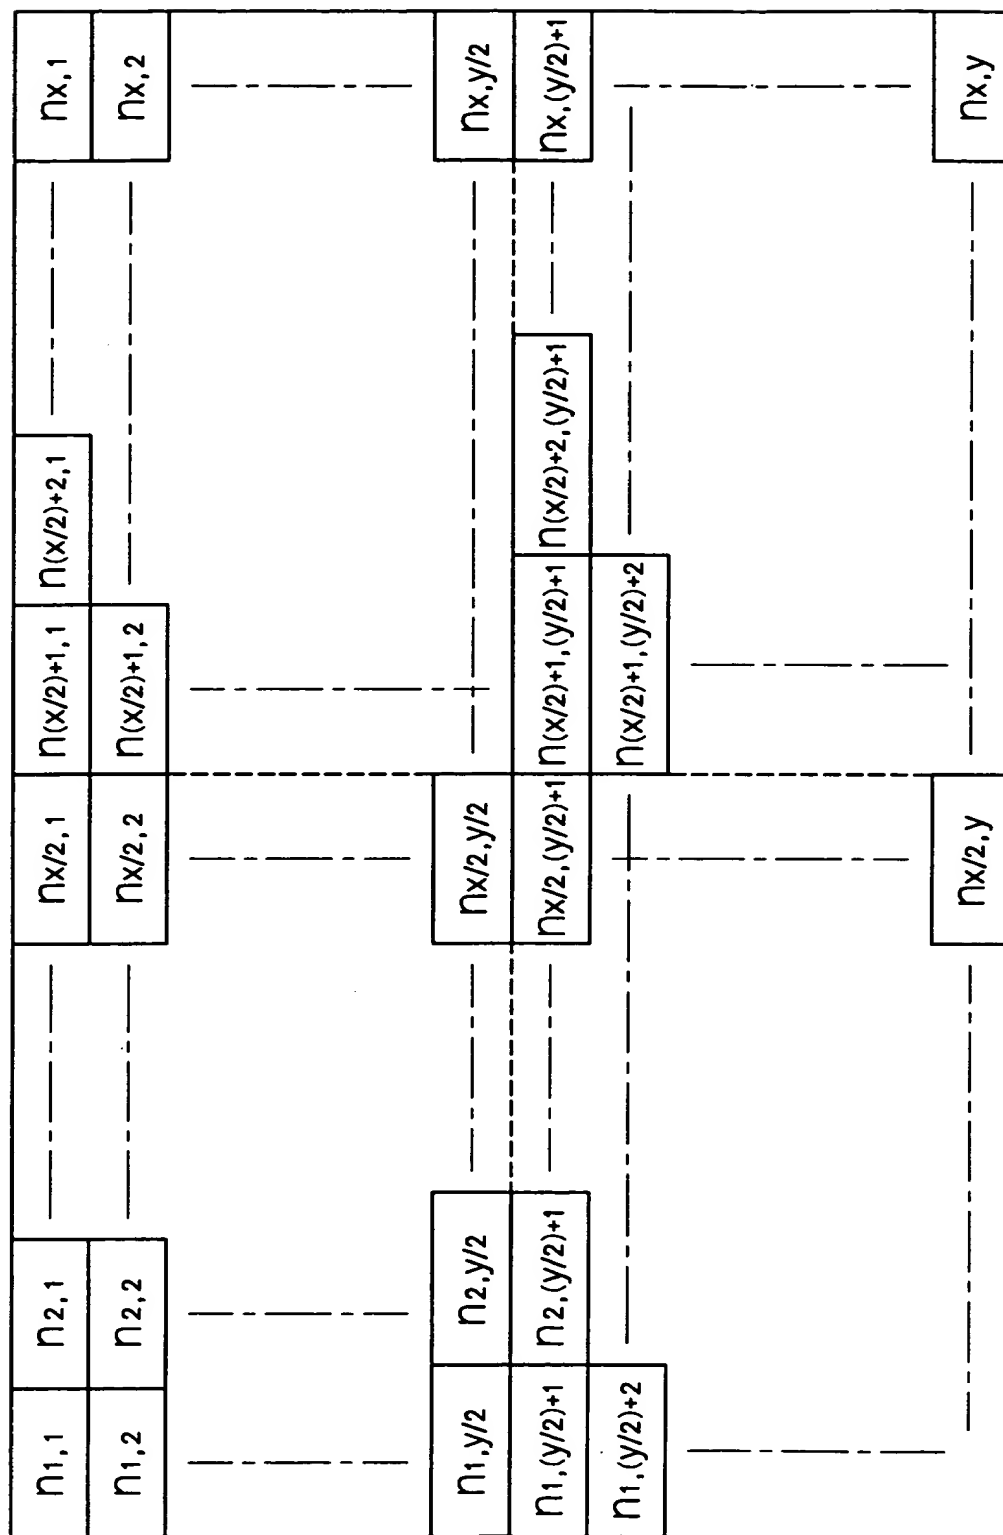 n1,1 n2,1 nx/2,1 n(x/2)+1,1 n(x/2)+2,1 nx,1
n1,2 n2,2 nx/2,2 n(x/2)+1,2 nx,2
n1,y/2 n2,y/2 nx/2,y/2 nx,y/2
n1,(y/2)+1 n2,(y/2)+1 nx/2,(y/2)+1 n(x/2)+1,(y/2)+1 n(x/2)+2,(y/2)+1 nx,(y/2)+1
n1,(y/2)+2 n(x/2)+1,(y/2)+2
nx/2,y nx,y